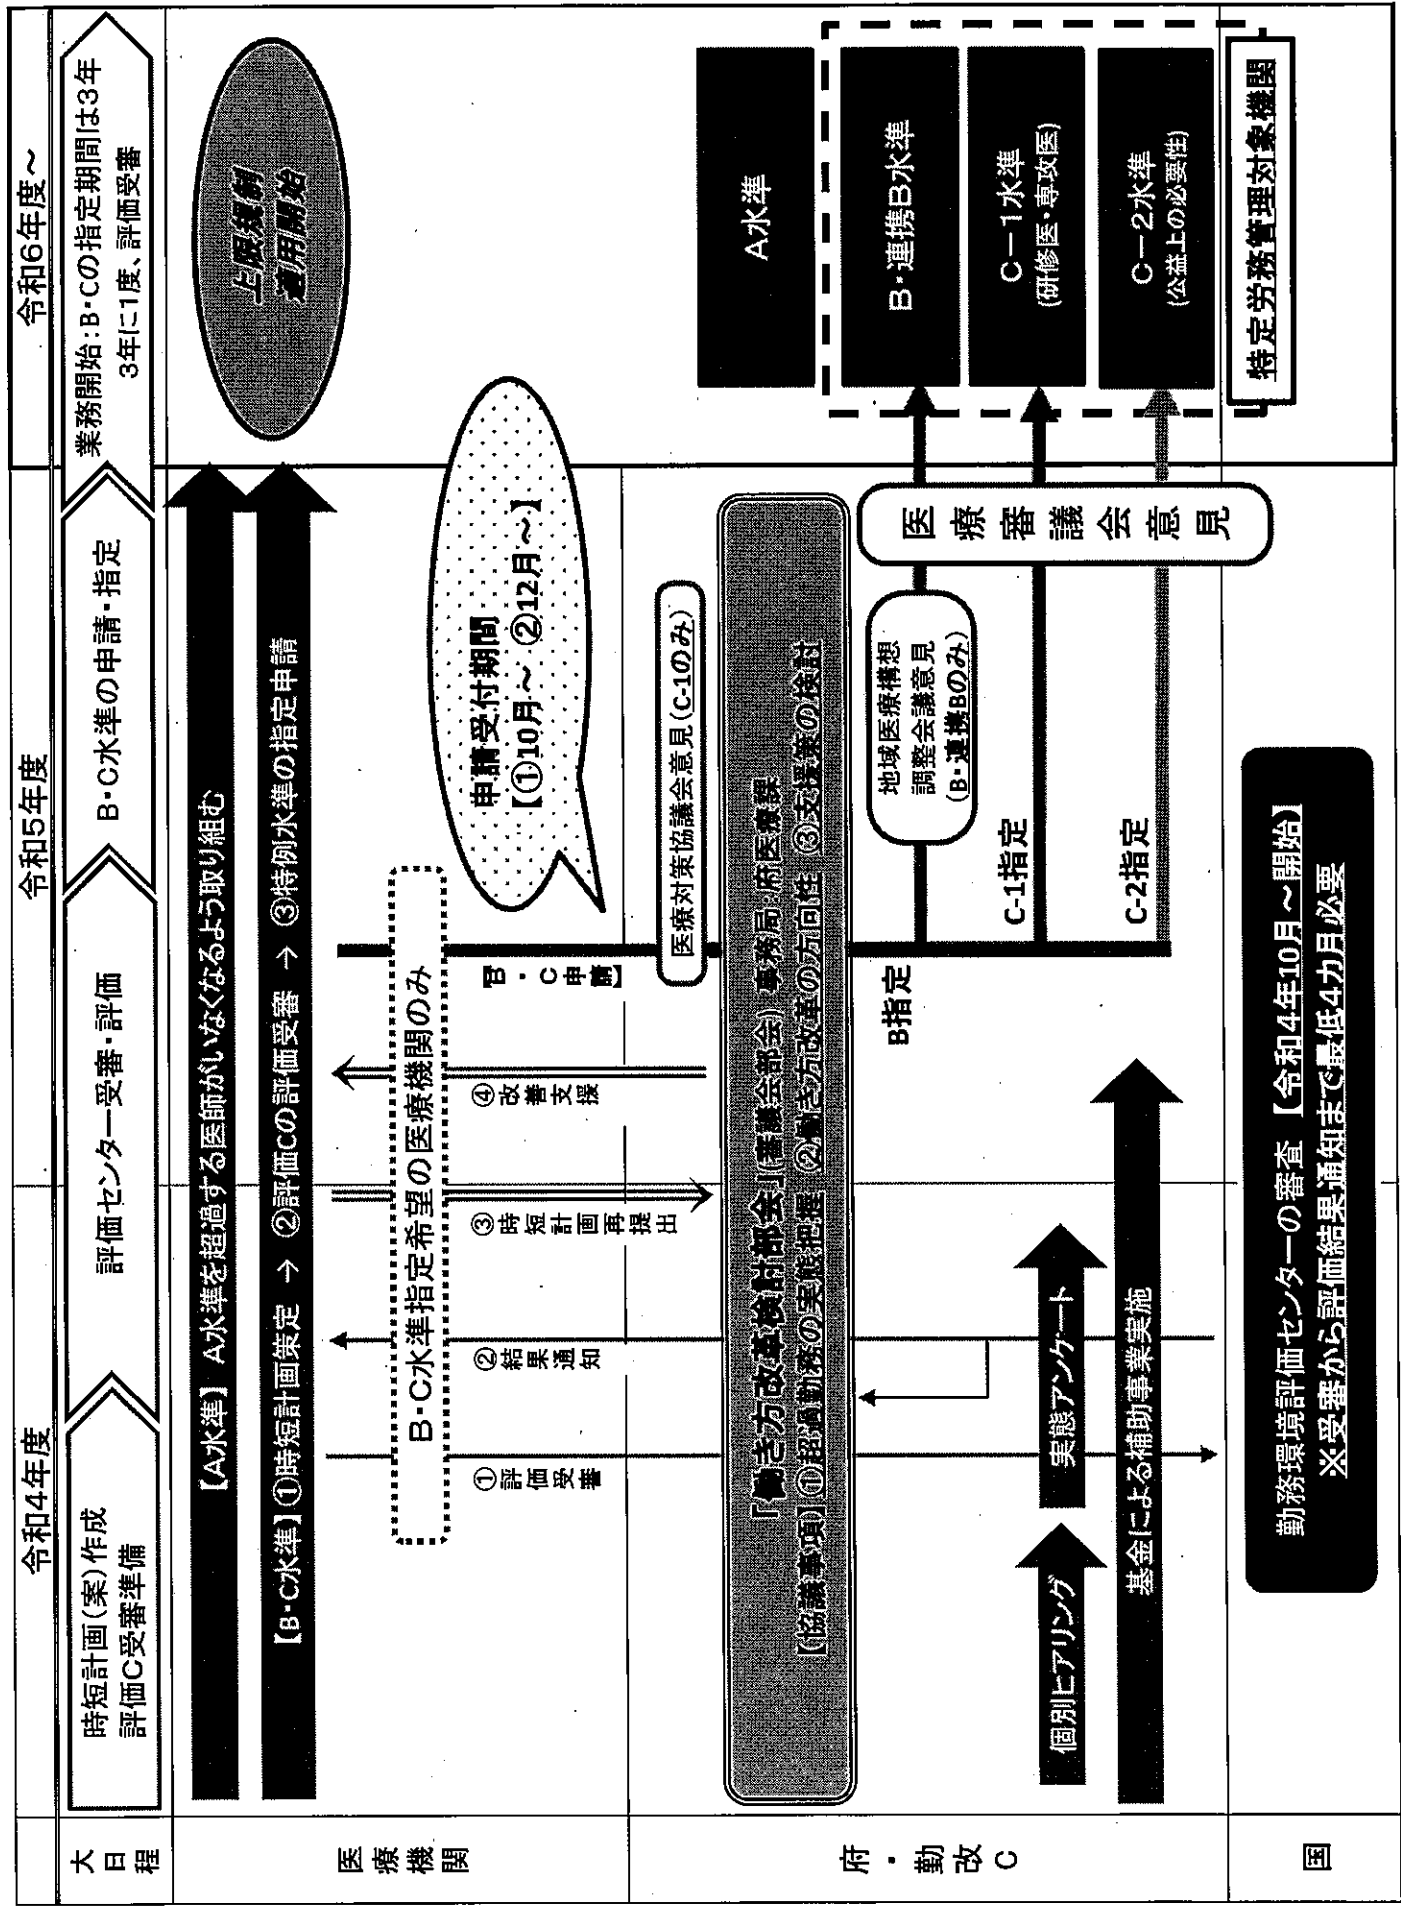 令和4年度
令和5年度
令和6年度～
大日程
時短計画(案)作成
評価C受審準備
評価センター受審・評価
B・C水準の申請・指定
業務開始：B・Cの指定期間は3年
3年に1度、評価受審
医療機関
【A水準】 A水準を超過する医師がいなくなるよう取り組む
【B・C水準】①時短計画策定 → ②評価Cの評価受審 → ③特例水準の指定申請
上限規制
適用開始
B・C水準指定希望の医療機関のみ
申請受付期間
【①10月～ ②12月～】
①評価受審
②結果通知
③時短計画再提出
④改善支援
【B・C申請】
府・勤改C
医療対策協議会意見(C-1のみ)
「働き方改革検討部会」(審議会部会) 事務局:府医療課
【協議事項】①超過勤務の実態把握 ②働き方改革の方向性 ③支援策の検討
A水準
B指定
地域医療構想
調整会議意見
(B・連携Bのみ)
医療審議会意見
B・連携B水準
C-1指定
C－1水準
(研修医・専攻医)
C-2指定
C－2水準
(公益上の必要性)
特定労務管理対象機関
個別ヒアリング
実態アンケート
基金による補助事業実施
国
勤務環境評価センターの審査 【令和4年10月～開始】
※受審から評価結果通知まで最低4カ月必要